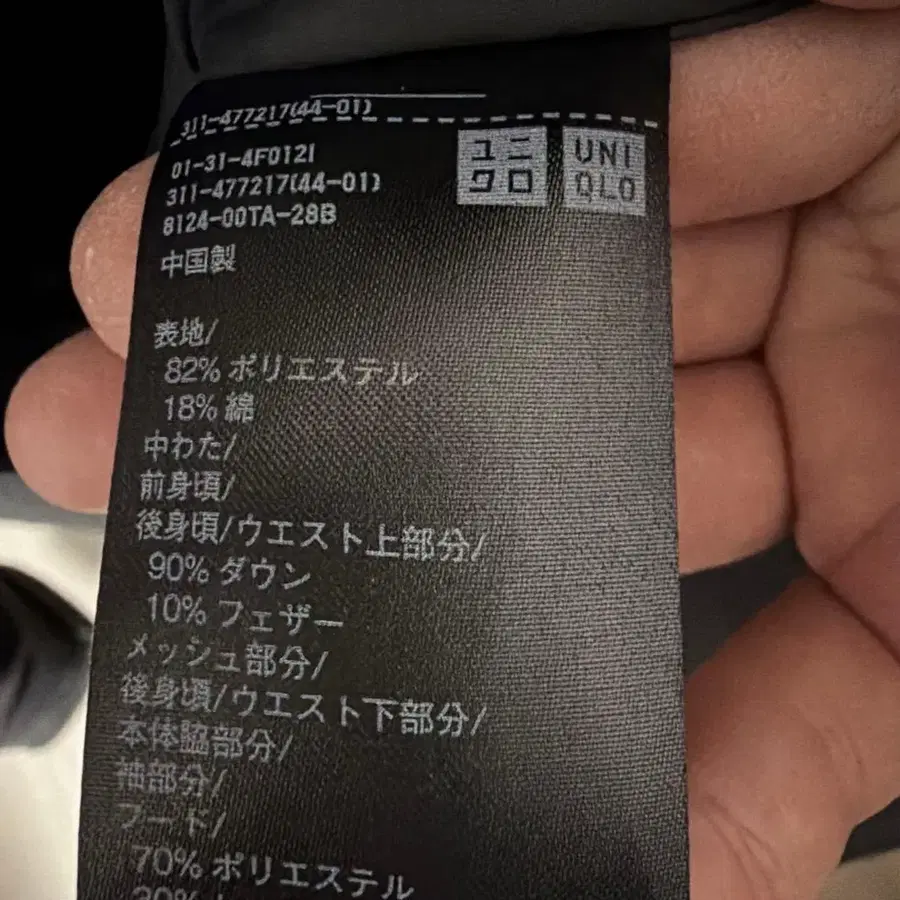 311-477217(44-01)
ユニ
クロ
UNI
QLO
01-31-4F012I
311-477217(44-01)
8124-00TA-28B
中国製
表地/
82% ポリエステル
18% 綿
中わた/
前身頃/
後身頃/ウエスト上部分/
90% ダウン
10% フェザー
メッシュ部分/
後身頃/ウエスト下部分/
本体脇部分/
袖部分/
フード/
70% ポリエステル
30%